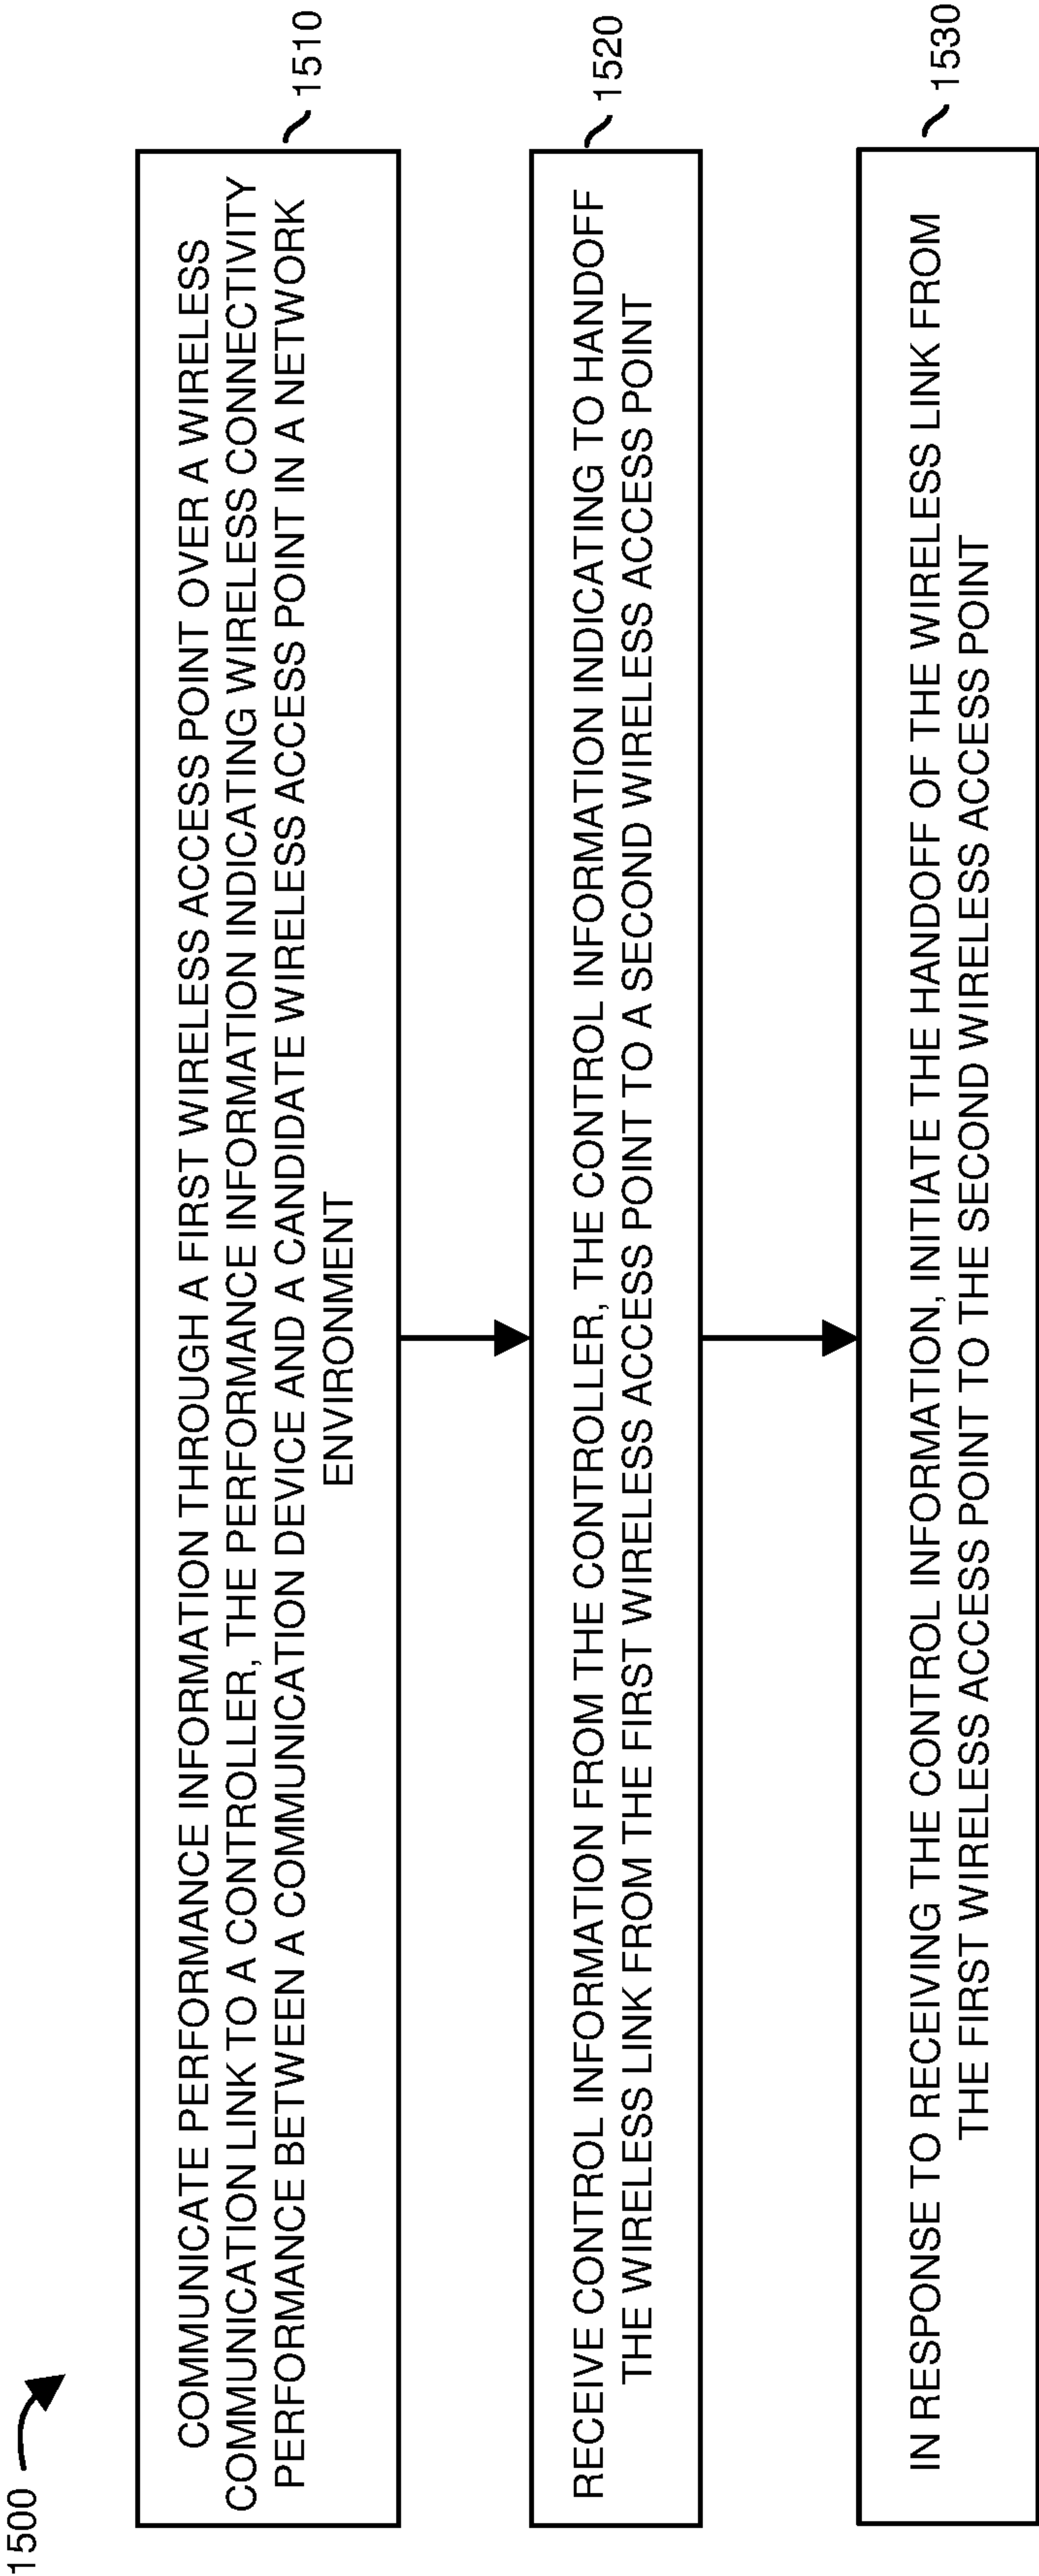 1500
COMMUNICATE PERFORMANCE INFORMATION THROUGH A FIRST WIRELESS ACCESS POINT OVER A WIRELESS
COMMUNICATION LINK TO A CONTROLLER, THE PERFORMANCE INFORMATION INDICATING WIRELESS CONNECTIVITY
PERFORMANCE BETWEEN A COMMUNICATION DEVICE AND A CANDIDATE WIRELESS ACCESS POINT IN A NETWORK
ENVIRONMENT
1510
RECEIVE CONTROL INFORMATION FROM THE CONTROLLER, THE CONTROL INFORMATION INDICATING TO HANDOFF
THE WIRELESS LINK FROM THE FIRST WIRELESS ACCESS POINT TO A SECOND WIRELESS ACCESS POINT
1520
IN RESPONSE TO RECEIVING THE CONTROL INFORMATION, INITIATE THE HANDOFF OF THE WIRELESS LINK FROM
THE FIRST WIRELESS ACCESS POINT TO THE SECOND WIRELESS ACCESS POINT
1530